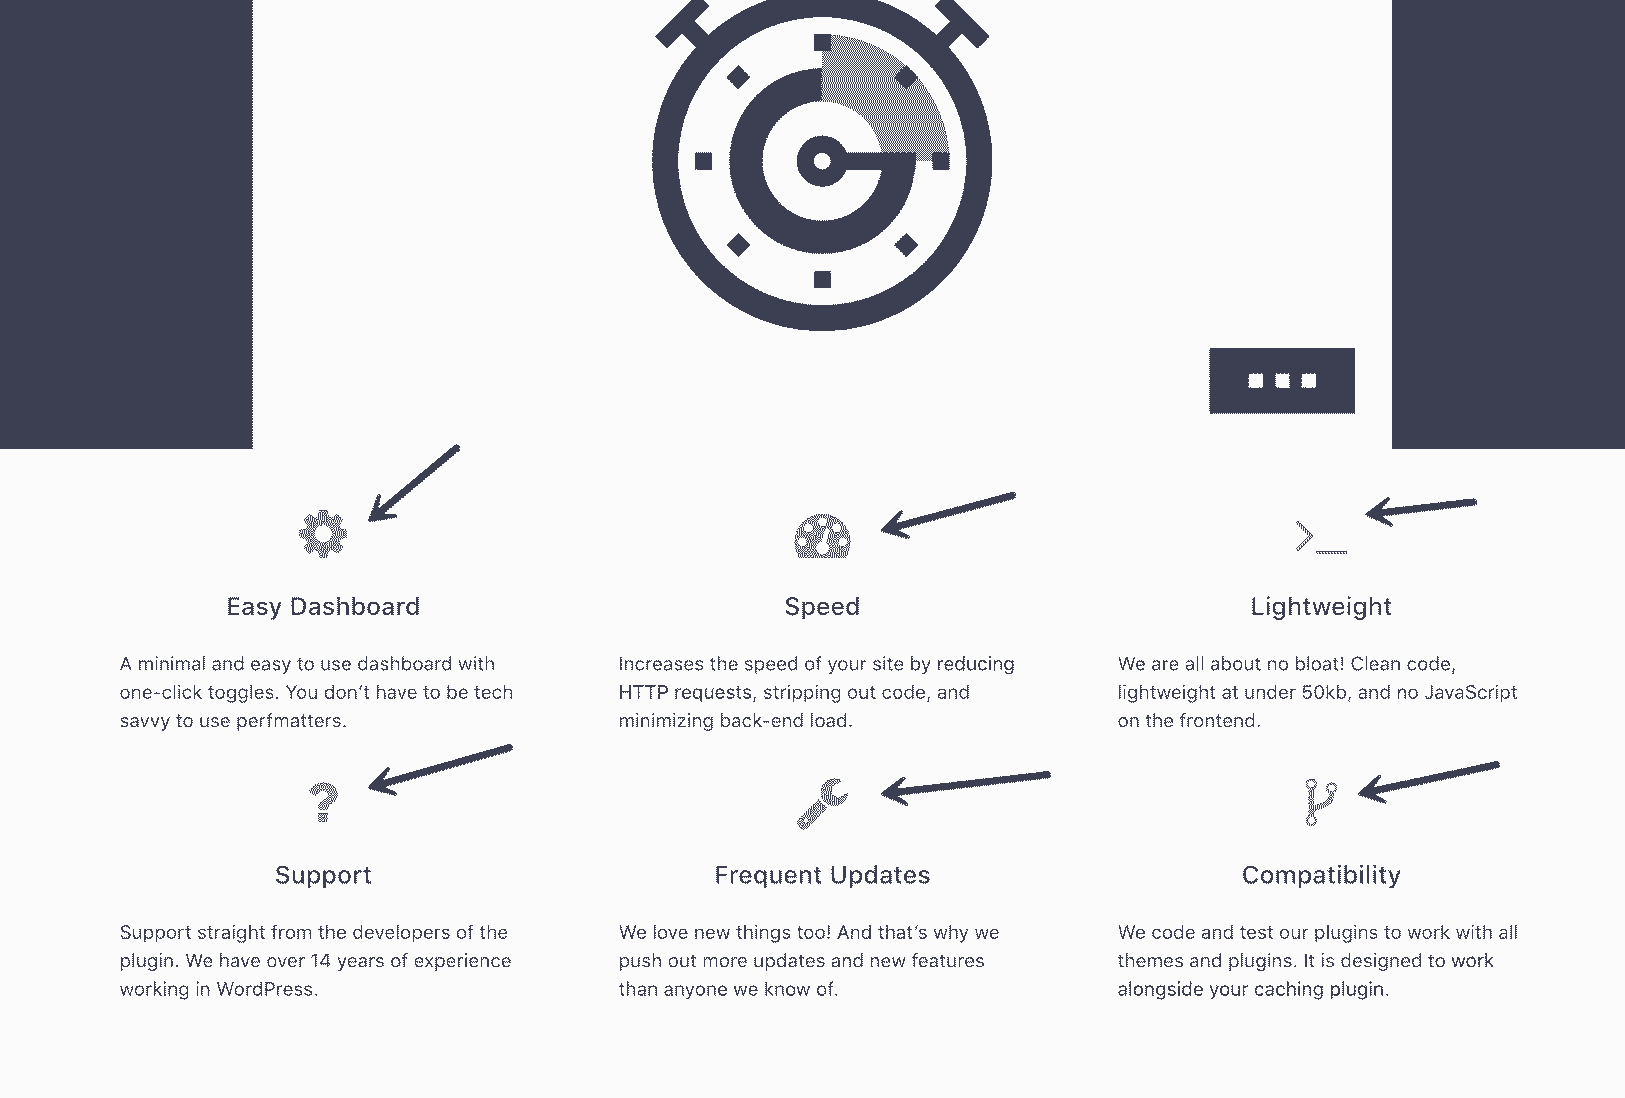 Easy Dashboard
A minimal and easy to use dashboard with
one-click toggles. You don't have to be tech
savvy to use perfmatters.
Speed
Increases the speed of your site by reducing
HTTP requests, stripping out code, and
minimizing back-end load.
Lightweight
We are all about no bloat! Clean code,
lightweight at under 50kb, and no JavaScript
on the frontend.
Support
Support straight from the developers of the
plugin. We have over 14 years of experience
working in WordPress.
Frequent Updates
We love new things too! And that's why we
push out more updates and new features
than anyone we know of.
Compatibility
We code and test our plugins to work with all
themes and plugins. It is designed to work
alongside your caching plugin.